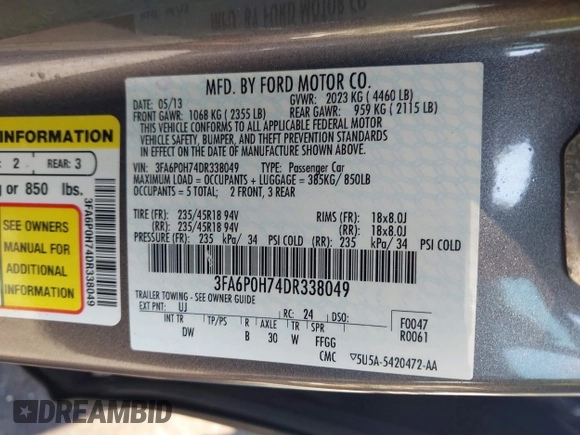 MFD. BY FORD MOTOR CO.
DATE: 05/13 GVWR: 2023 KG ( 4460 LB)
FRONT GAWR: 1068 KG ( 2355 LB) REAR GAWR: 959 KG ( 2115 LB)
THIS VEHICLE CONFORMS TO ALL APPLICABLE FEDERAL MOTOR
VEHICLE SAFETY, BUMPER, AND THEFT PREVENTION STANDARDS
IN EFFECT ON THE DATE OF MANUFACTURE SHOWN ABOVE.
VIN: 3FA6P0H74DR338049 TYPE: Passenger Car
MAXIMUM LOAD = OCCUPANTS + LUGGAGE = 385KG/ 850LB
OCCUPANTS = 5 TOTAL; 2 FRONT, 3 REAR
TIRE (FR): 235/45R18 94V RIMS (FR): 18x8.0J
(RR): 235/45R18 94V (RR): 18x8.0J
PRESSURE (FR): 235 kPa/ 34 PSI COLD (RR): 235 kPa/ 34 PSI COLD
3FA6P0H74DR338049
TRAILER TOWING - SEE OWNER GUIDE
EXT PNT: UJ RC: 24 DSO:
INT TR TP/PS R AXLE TR SPR
DW B 30 W FFGG
F0047
R0061
CMC 5U5A-5420472-AA
INFORMATION
: 2 REAR: 3
or 850 lbs.
SEE OWNERS
MANUAL FOR
ADDITIONAL
INFORMATION
3FA6P0H74DR338049
DREAMBID